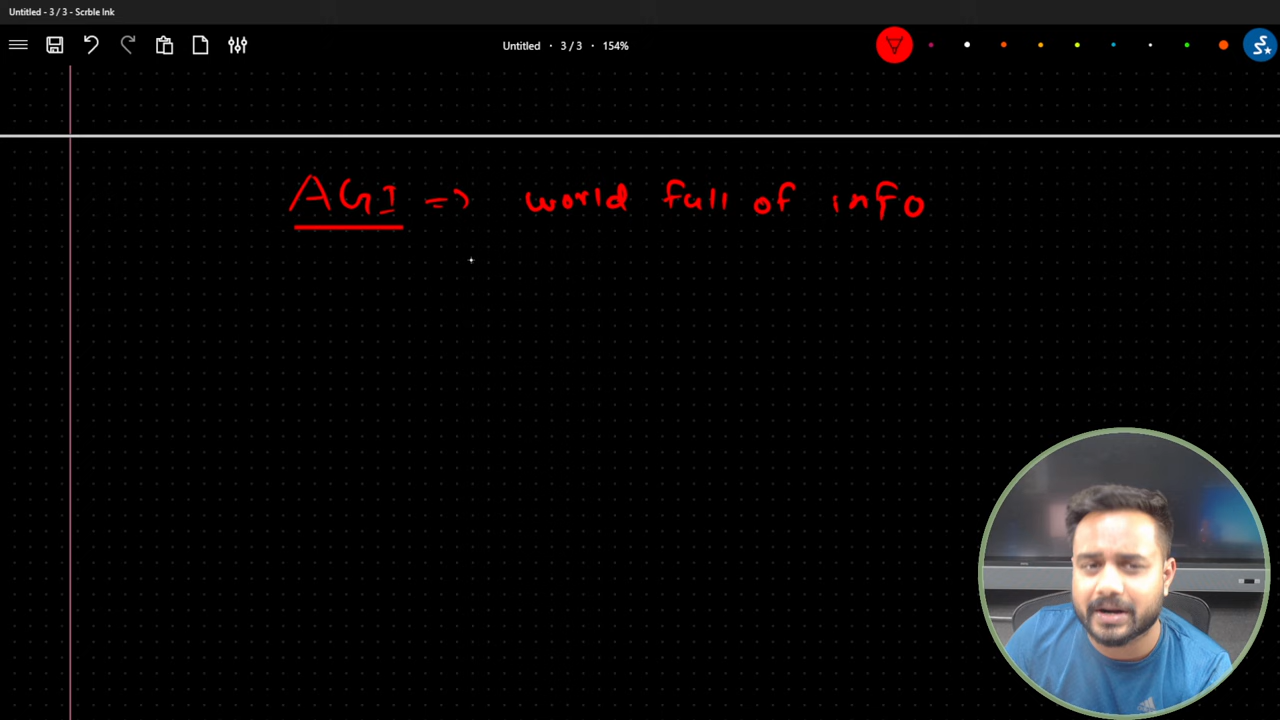 Untitled - 3 / 3 - Scrble Ink
Untitled · 3 / 3 · 154%
AGI => world full of info